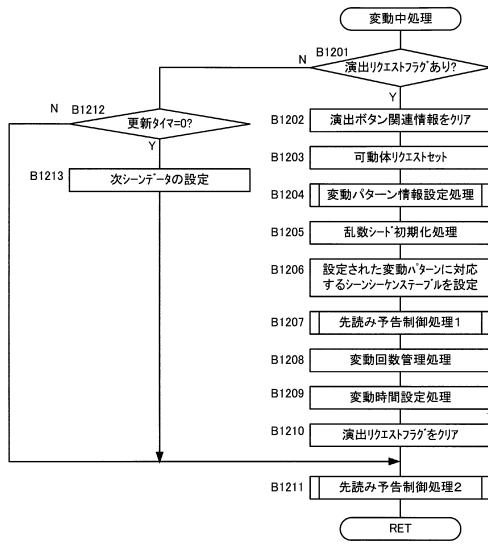 変動中処理
B1201
演出リクエストフラグあり?
N
Y
B1212
N
更新タイマ=0?
Y
B1213
次シーンデータの設定
B1202
演出ボタン関連情報をクリア
B1203
可動体リクエストセット
B1204
変動パターン情報設定処理
B1205
乱数シード初期化処理
B1206
設定された変動パターンに対応
するシーンシーケンステーブルを設定
B1207
先読み予告制御処理1
B1208
変動回数管理処理
B1209
変動時間設定処理
B1210
演出リクエストフラグをクリア
B1211
先読み予告制御処理2
RET